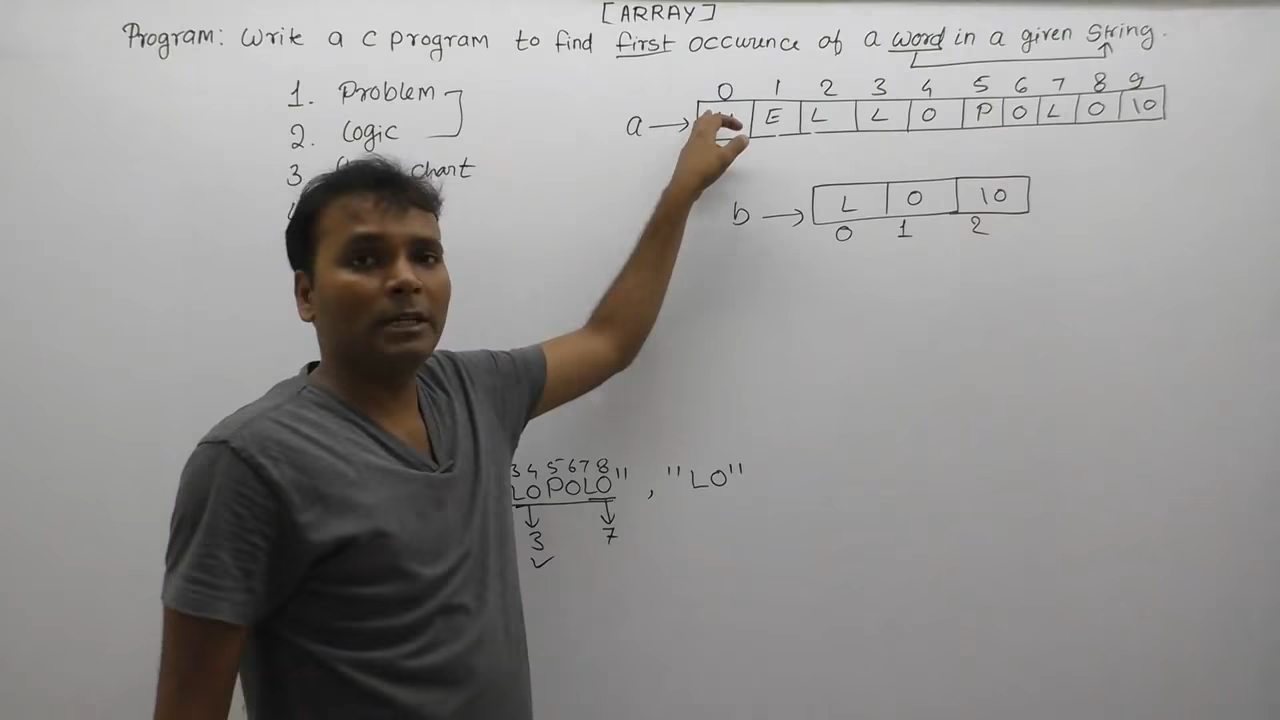 [ARRAY]
Program: Write a C program to find first occurence of a word in a given String.
1. Problem
2. Logic
3 chart
0 1 2 3 4 5 6 7 8 9
a → E L L O P O L O 10
b → L O 10
0 1 2
3 4 5 6 7 8
LOPOLO" , "LO"
3 7
✓